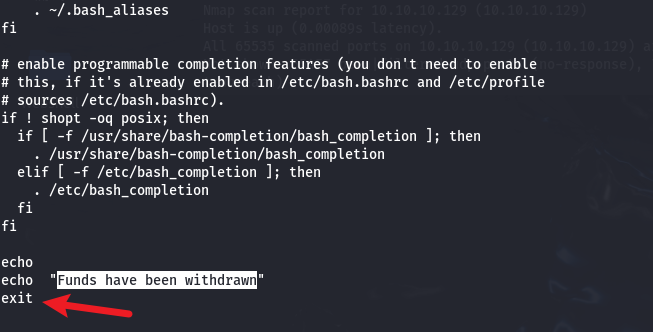 . ~/.bash_aliases
Nmap scan report for 10.10.10.129 (10.10.10.129)
fi
Host is up (0.00089s latency).
All 65535 scanned ports on 10.10.10.129 (10.10.10.129) a
# enable programmable completion features (you don't need to enable
no-response),
# this, if it's already enabled in /etc/bash.bashrc and /etc/profile
# sources /etc/bash.bashrc).
if ! shopt -oq posix; then
  if [ -f /usr/share/bash-completion/bash_completion ]; then
    . /usr/share/bash-completion/bash_completion
  elif [ -f /etc/bash_completion ]; then
    . /etc/bash_completion
  fi
fi
echo
echo  "Funds have been withdrawn"
exit